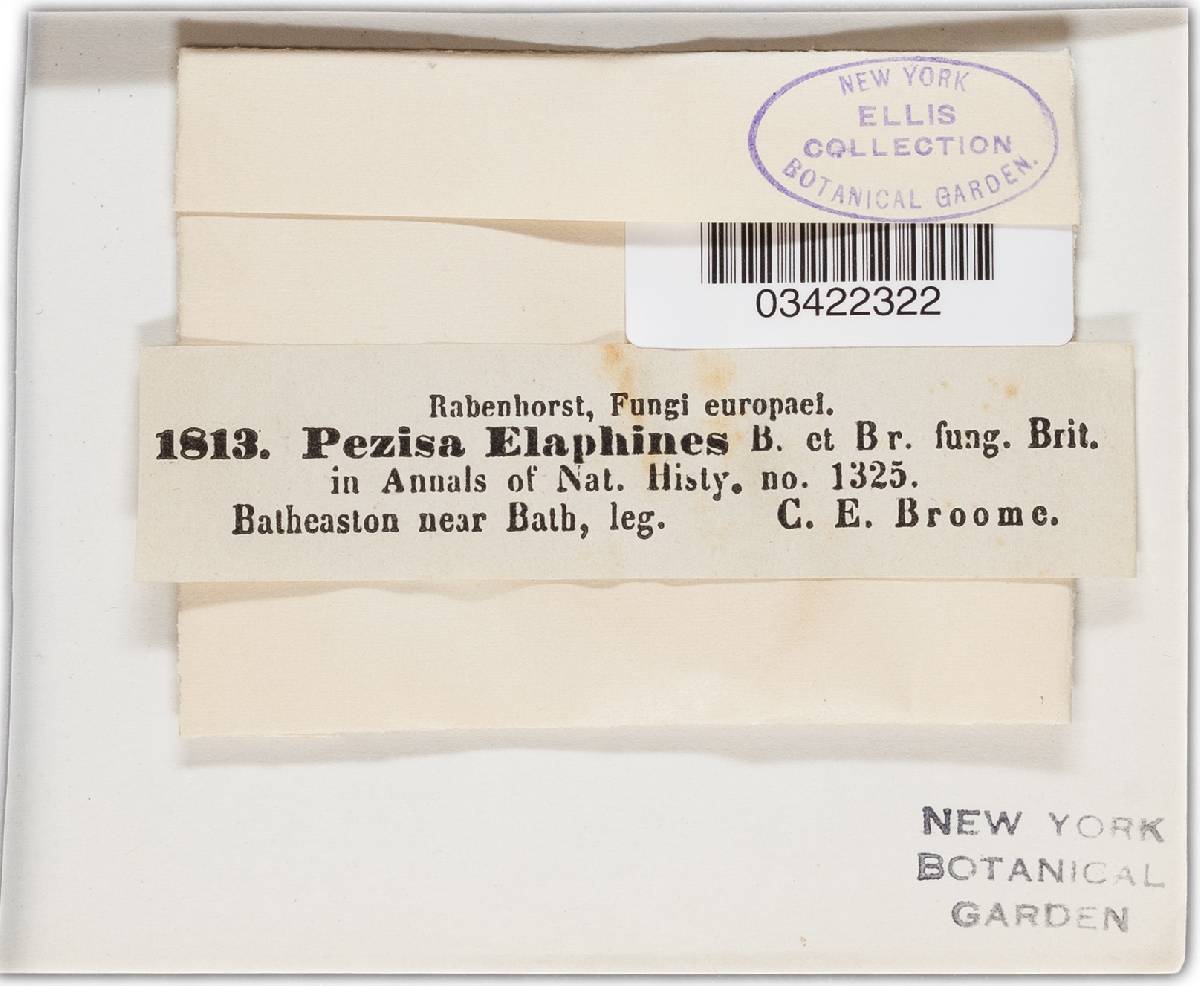 NEW YORK
ELLIS
COLLECTION
BOTANICAL GARDEN.
03422322
Rabenhorst, Fungi europaei.
1813. Pezisa Elaphines B. et Br. fung. Brit.
in Annals of Nat. Histy. no. 1325.
Batheaston near Bath, leg. C. E. Broome.
NEW YORK
BOTANICAL
GARDEN